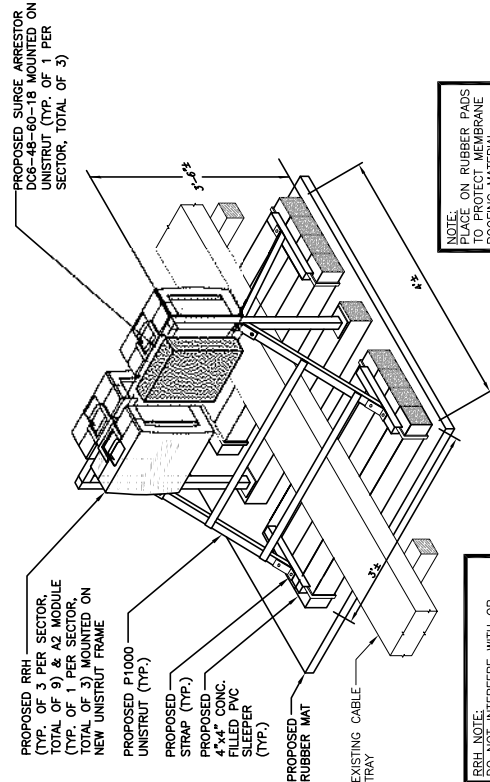 PROPOSED SURGE ARRESTOR
DC6-48-60-18 MOUNTED ON
UNISTRUT (TYP. OF 1 PER
SECTOR, TOTAL OF 3)
PROPOSED RRH
(TYP. OF 3 PER SECTOR,
TOTAL OF 9) & A2 MODULE
(TYP. OF 1 PER SECTOR,
TOTAL OF 3) MOUNTED ON
NEW UNISTRUT FRAME
PROPOSED P1000
UNISTRUT (TYP.)
PROPOSED
STRAP (TYP.)
PROPOSED
4"x4" CONC.
FILLED PVC
SLEEPER
(TYP.)
PROPOSED
RUBBER MAT
EXISTING CABLE
TRAY
3'-6"±
4'±
3'±
NOTE:
PLACE ON RUBBER PADS
TO PROTECT MEMBRANE
RRH NOTE: